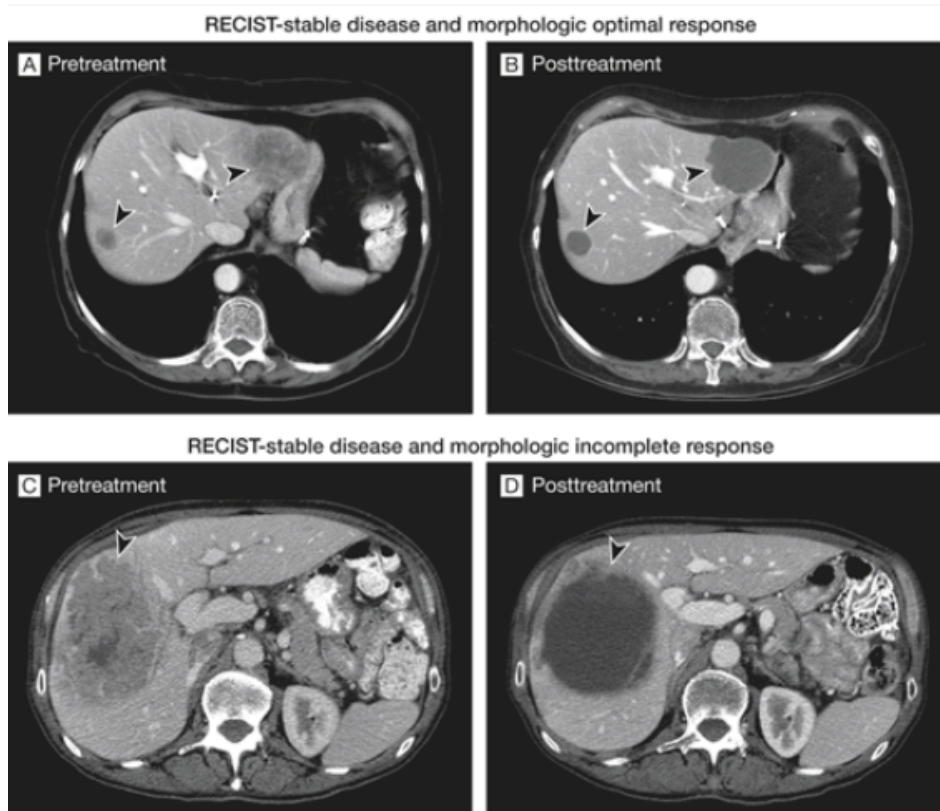 RECIST-stable disease and morphologic optimal response
A Pretreatment
B Posttreatment
RECIST-stable disease and morphologic incomplete response
C Pretreatment
D Posttreatment